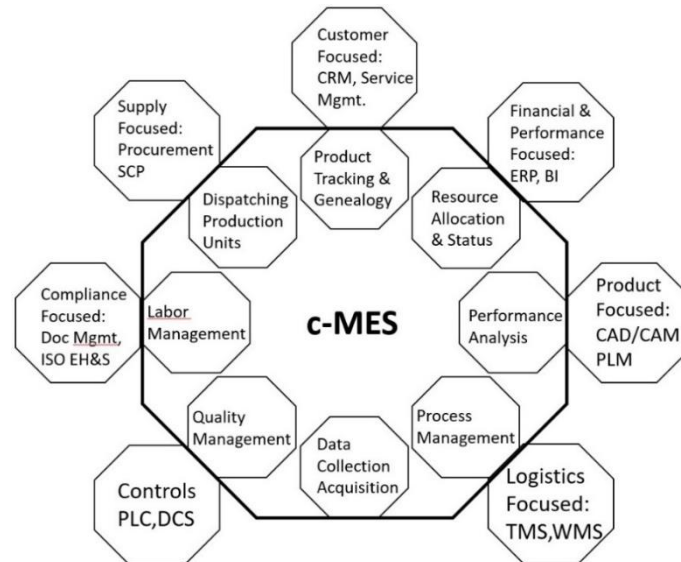 Customer
Focused:
CRM, Service
Mgmt.
Supply
Focused:
Procurement
SCP
Financial &
Performance
Focused:
ERP, BI
Product
Tracking &
Genealogy
Dispatching
Production
Units
Resource
Allocation
& Status
Compliance
Focused:
Doc Mgmt,
ISO EH&S
Labor
Management
c-MES
Performance
Analysis
Product
Focused:
CAD/CAM
PLM
Quality
Management
Data
Collection
Acquisition
Process
Management
Controls
PLC,DCS
Logistics
Focused:
TMS,WMS